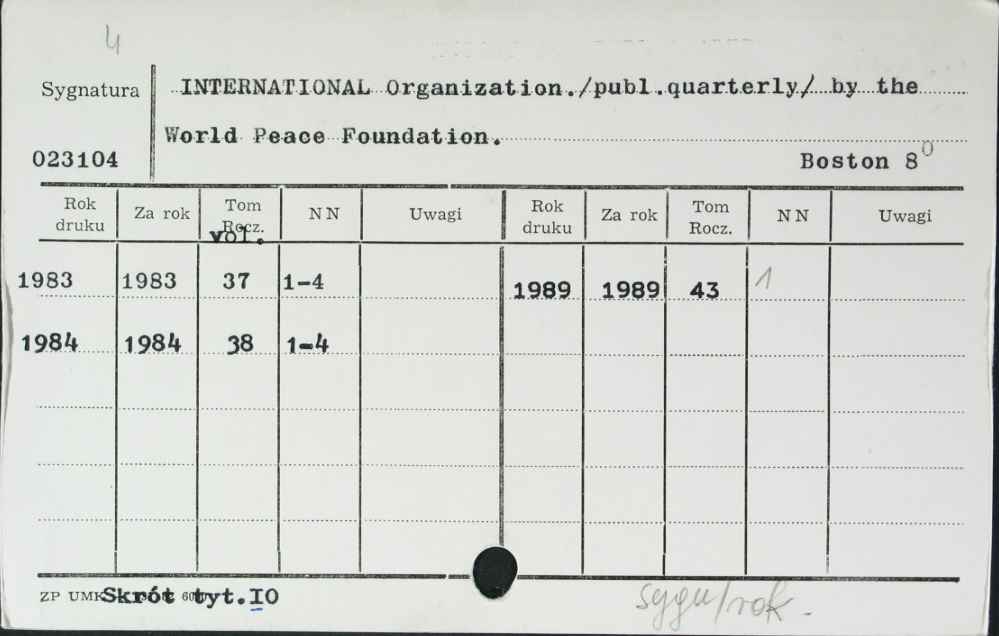 4
Sygnatura INTERNATIONAL Organization./publ.quarterly/ by the
World Peace Foundation.
023104 Boston 8⁰
Rok druku Za rok Tom Rocz. NN Uwagi Rok druku Za rok Tom Rocz. NN Uwagi
vol.
1983 1983 37 1-4 1989 1989 43 1
1984 1984 38 1-4
ZP UMK Skrót tyt.IO sygn/rok.